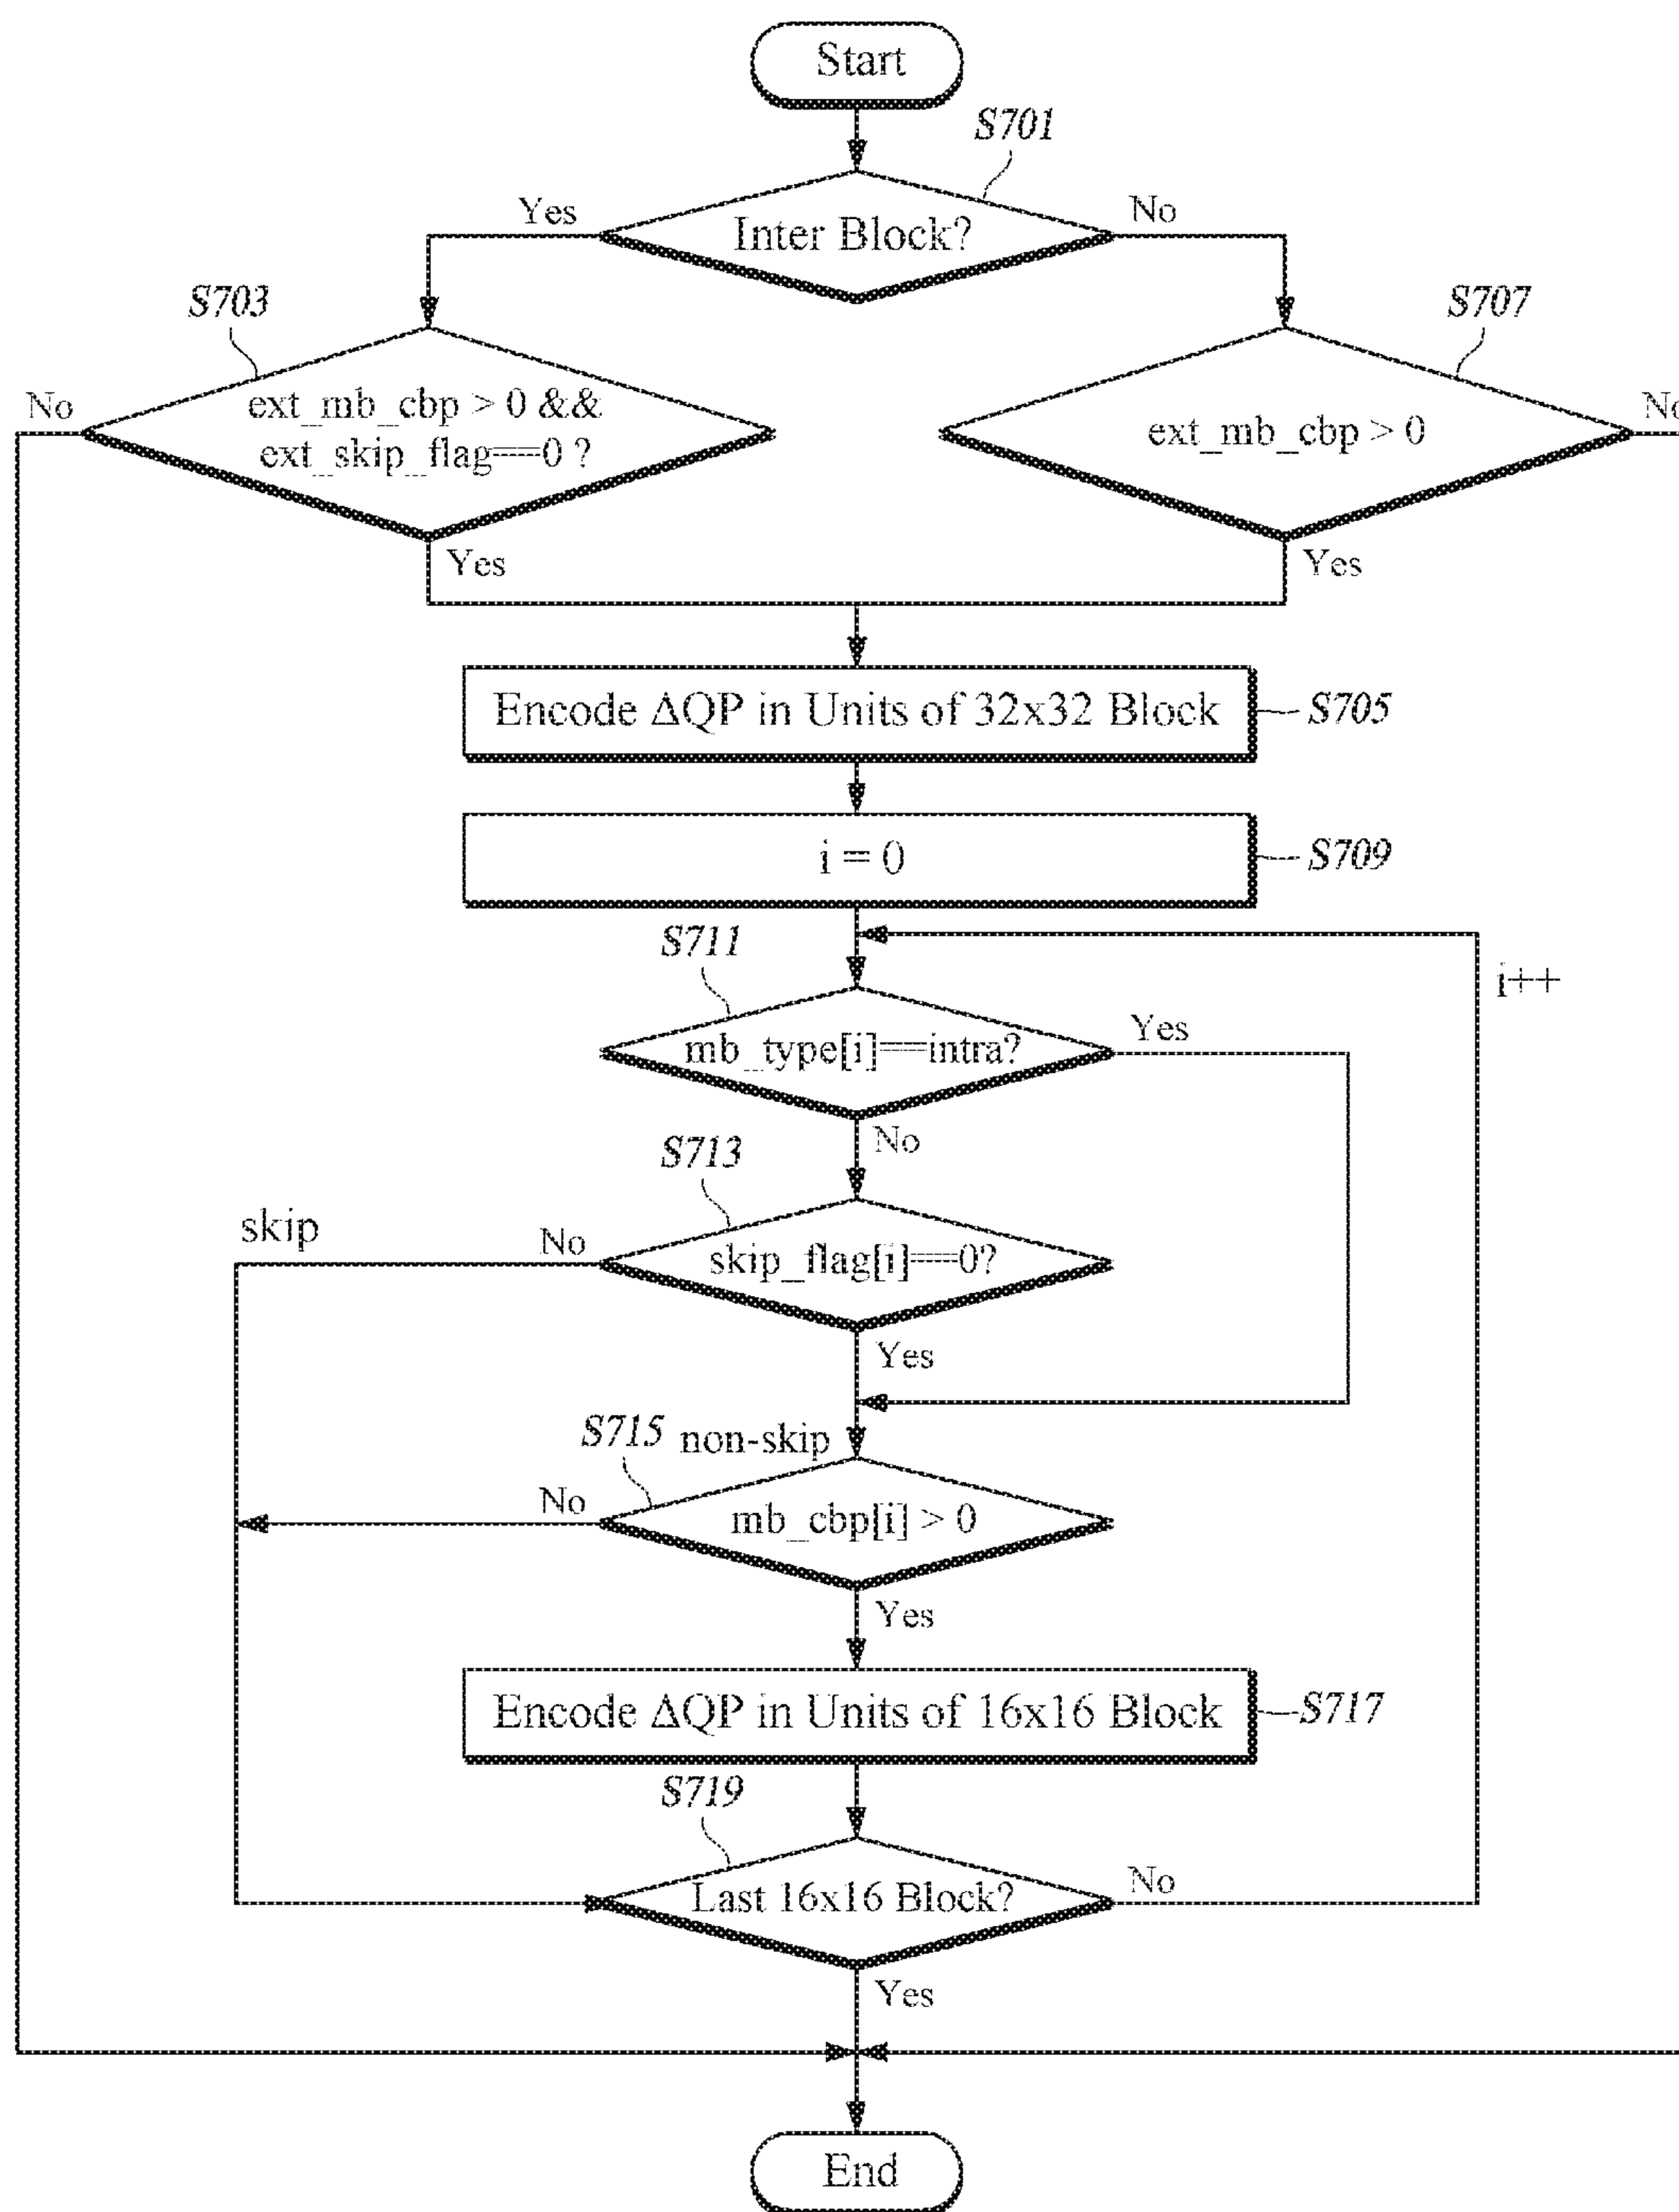 Start
S701
Yes
Inter Block?
No
S703
S707
No
ext_mb_cbp > 0 &&
ext_skip_flag==0 ?
ext_mb_cbp > 0
No
Yes
Yes
Encode ΔQP in Units of 32x32 Block
S705
i = 0
S709
S711
i++
mb_type[i]==intra?
Yes
No
S713
skip
No
skip_flag[i]==0?
Yes
S715
non-skip
No
mb_cbp[i] > 0
Yes
Encode ΔQP in Units of 16x16 Block
S717
S719
Last 16x16 Block?
No
Yes
End